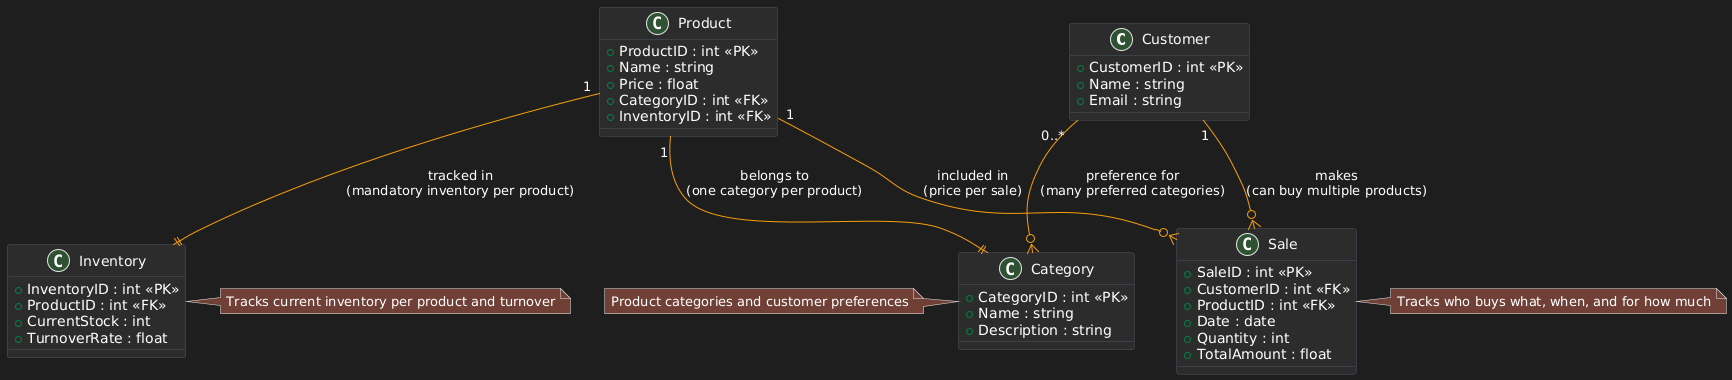 C Product
ProductID : int «PK»
Name : string
Price : float
CategoryID : int «FK»
InventoryID : int «FK»
C Customer
CustomerID : int «PK»
Name : string
Email : string
1
1
1
0..*
1
tracked in
(mandatory inventory per product)
belongs to
(one category per product)
included in
(price per sale)
preference for
(many preferred categories)
makes
(can buy multiple products)
C Inventory
InventoryID : int «PK»
ProductID : int «FK»
CurrentStock : int
TurnoverRate : float
Tracks current inventory per product and turnover
Product categories and customer preferences
C Category
CategoryID : int «PK»
Name : string
Description : string
C Sale
SaleID : int «PK»
CustomerID : int «FK»
ProductID : int «FK»
Date : date
Quantity : int
TotalAmount : float
Tracks who buys what, when, and for how much